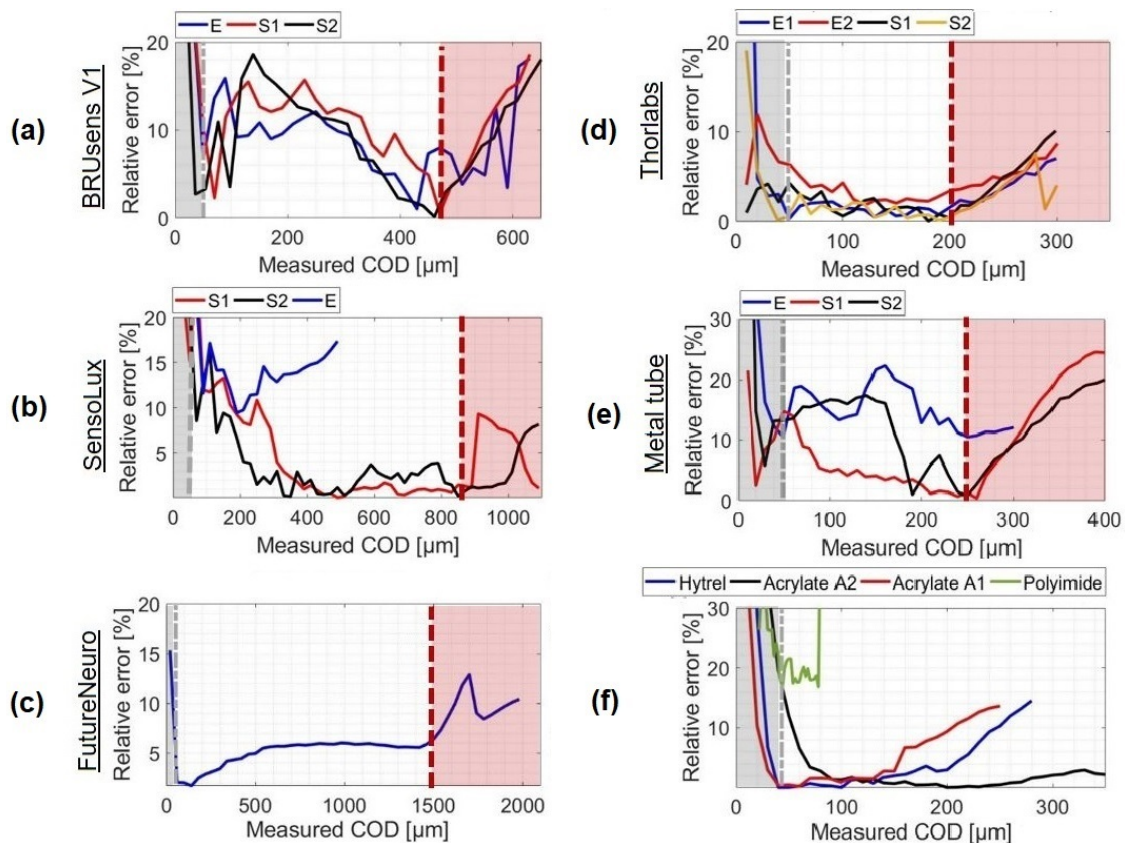 E S1 S2
(a)
BRUsens V1
Relative error [%]
20
10
0
0 200 400 600
Measured COD [µm]
S1 S2 E
(b)
SensoLux
Relative error [%]
20
15
10
5
0 200 400 600 800 1000
Measured COD [µm]
(c)
FutureNeuro
Relative error [%]
20
15
10
5
0 500 1000 1500 2000
Measured COD [µm]
E1 E2 S1 S2
(d)
Thorlabs
Relative error [%]
20
10
0
0 100 200 300
Measured COD [µm]
E S1 S2
(e)
Metal tube
Relative error [%]
30
20
10
0
0 100 200 300 400
Measured COD [µm]
Hytrel Acrylate A2 Acrylate A1 Polyimide
(f)
Relative error [%]
30
20
10
0 100 200 300
Measured COD [µm]